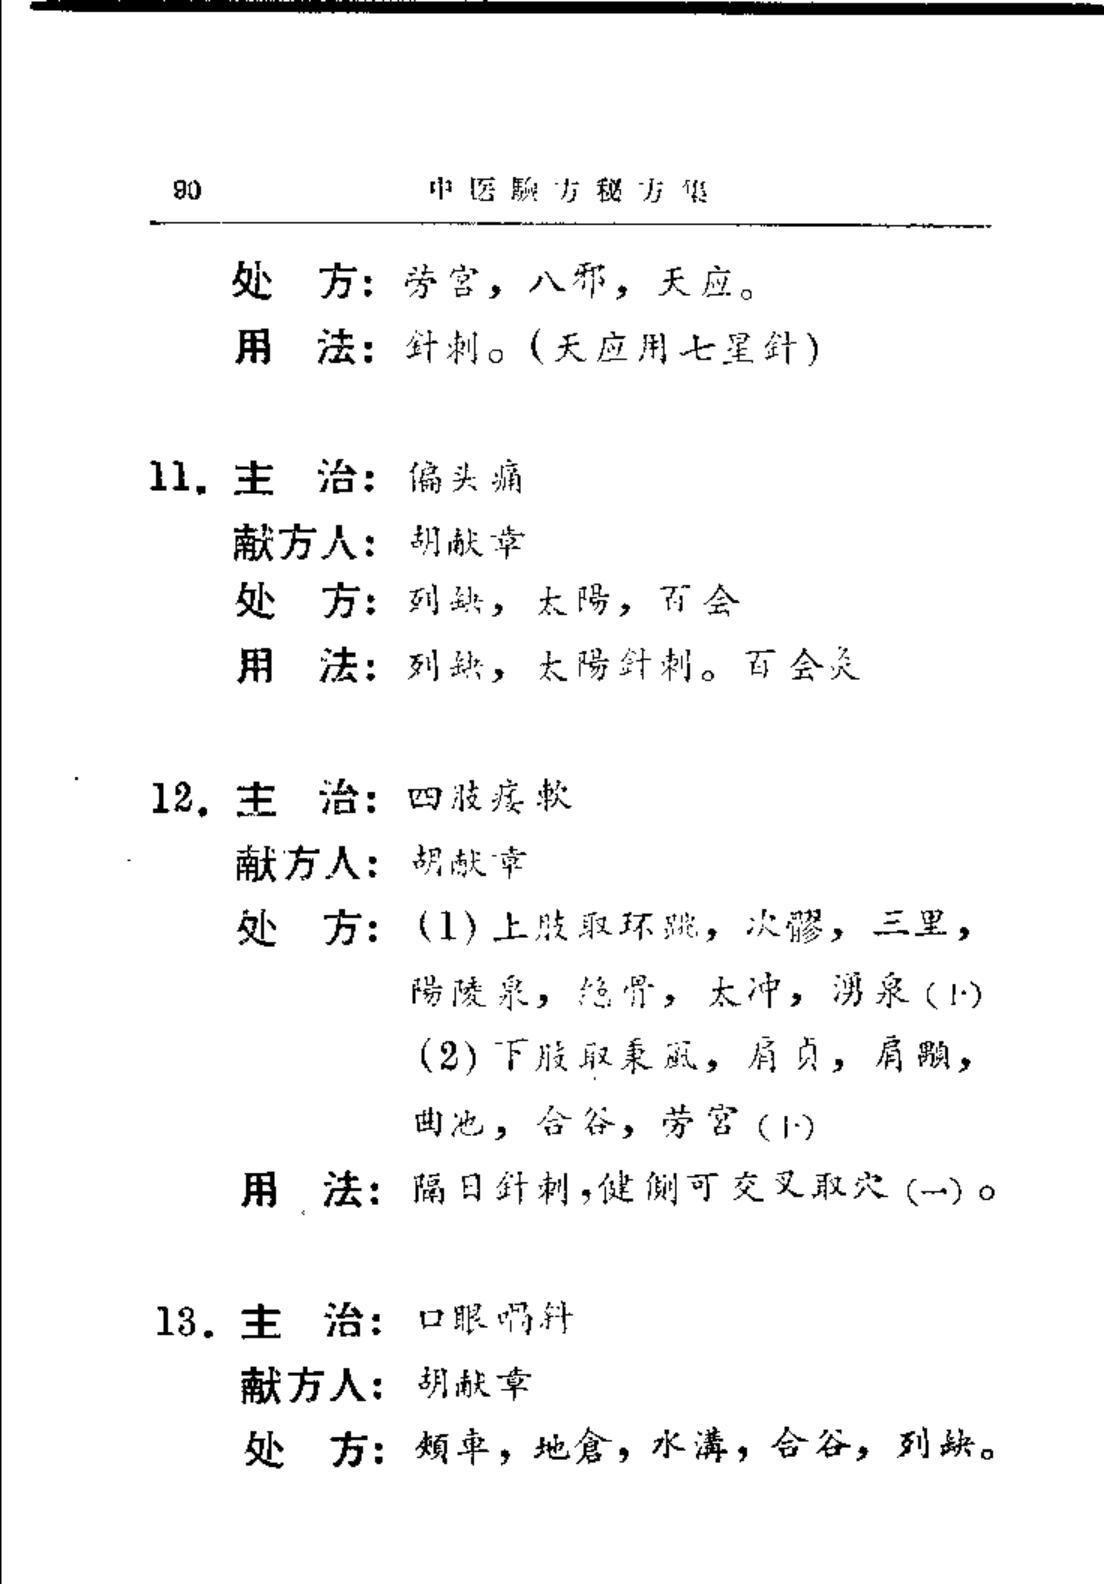 90 中医驗方秘方集
处 方: 劳宮, 八邪, 天应。
用 法: 針刺。(天应用七星針)
11. 主 治: 偏头痛
献方人: 胡献章
处 方: 列缺, 太陽, 百会
用 法: 列缺, 太陽針刺。百会灸
12. 主 治: 四肢痿軟
献方人: 胡献章
处 方: (1)上肢取环跳, 次髎, 三里,
陽陵泉, 絕骨, 太冲, 湧泉(卜)
(2)下肢取秉風, 肩贞, 肩顒,
曲池, 合谷, 劳宮(卜)
用 法: 隔日針刺,健側可交叉取穴(一)。
13. 主 治: 口眼喎斜
献方人: 胡献章
处 方: 頰車, 地倉, 水溝, 合谷, 列缺。